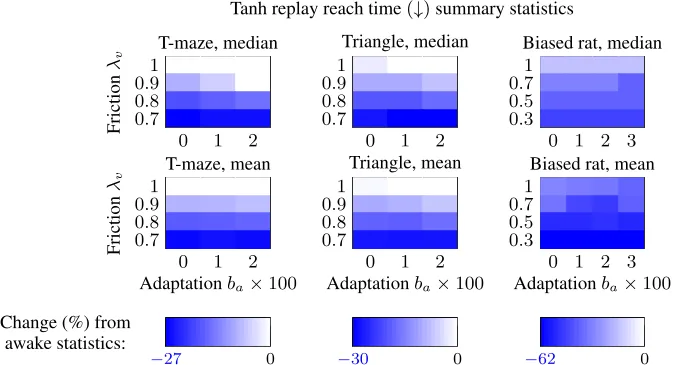 Tanh replay reach time (↓) summary statistics
T-maze, median
Triangle, median
Biased rat, median
Friction λ_v
1
0.9
0.8
0.7
0 1 2
1
0.9
0.8
0.7
0 1 2
1
0.7
0.5
0.3
0 1 2 3
T-maze, mean
Triangle, mean
Biased rat, mean
Friction λ_v
1
0.9
0.8
0.7
0 1 2
1
0.9
0.8
0.7
0 1 2
1
0.7
0.5
0.3
0 1 2 3
Adaptation b_a × 100
Adaptation b_a × 100
Adaptation b_a × 100
Change (%) from
awake statistics:
−27 0
−30 0
−62 0